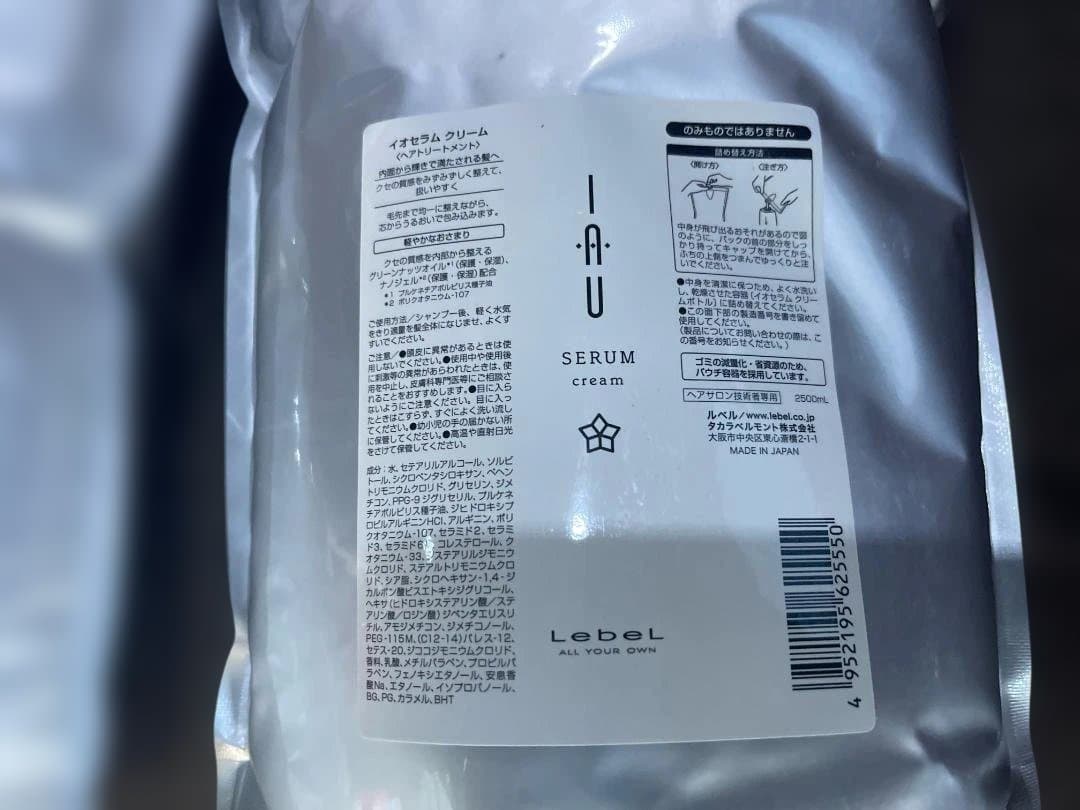 イオセラム クリーム
〈ヘアトリートメント〉
内面から輝きで満たされる髪へ
クセの質感をみずみずしく整えて、
扱いやすく
毛先まで均一に整えながら、
芯からうるおいで包み込みます。
軽やかなおさまり
クセの質感を内部から整える
グリーンナッツオイル*1（保護・保湿）、
ナノジェル*2（保護・保湿）配合
*1 プルケネチアボルビリス種子油
*2 ポリクオタニウム-107
ご使用方法／シャンプー後、軽く水気
をきり適量を髪全体になじませ、よくす
すいでください。
ご注意／●頭皮に異常があるときは使
用しないでください。●使用中や使用後
に刺激等の異常があらわれたときは、使
用を中止し、皮膚科専門医等にご相談さ
れることをおすすめします。●目に入ら
ないようにご注意ください。目に入っ
たときはこすらず、すぐによく洗い流し
てください。●幼小児の手の届かない所
に保管してください。●高温や直射日光
をさけて保管してください。
成分：水、セテアリルアルコール、ソルビ
トール、シクロペンタシロキサン、ベヘント
リモニウムクロリド、グリセリン、ジメ
チコン、PPG-9ジグリセリル、プルケネ
チアボルビリス種子油、ジヒドロキシプ
ロピルアルギニンHCl、アルギニン、ポリ
クオタニウム-107、セラミド2、セラミ
ド3、セラミド6、コレステロール、ク
オタニウム-33、ジステアリルジモニウ
ムクロリド、ステアルトリモニウムクロ
リド、シア脂、シクロヘキサン-1,4-ジ
カルボン酸ビスエトキシジグリコール、
ヘキサ（ヒドロキシステアリン酸／ステ
アリン酸／ロジン酸）ジペンタエリスリ
チル、アモジメチコン、ジメチコノール、
PEG-115M、(C12-14)パレス-12、
セテス-20、ジココジモニウムクロリド、
香料、乳酸、メチルパラベン、プロピルパ
ラベン、フェノキシエタノール、安息香
酸Na、エタノール、イソプロパノール、
BG、PG、カラメル、BHT
I
・A・
U
SERUM
cream
LebeL
ALL YOUR OWN
のみものではありません
詰め替え方法
〈開け方〉 〈注ぎ方〉
中身が飛び出るおそれがあるので図
のように、パックの首の部分をしっ
かり持ってキャップを開けてから、
ふちの上側をつまんでゆっくりと注
いでください。
●中身を清潔に保つため、よく水洗い
し、乾燥させた容器（イオセラム クリー
ムボトル）に詰め替えてください。
●この面下部の製造番号を書き留めて
使用してください。
（製品についてお問い合わせの際は、こ
の番号をお知らせください。）
ゴミの減量化・省資源のため、
パウチ容器を採用しています。
ヘアサロン技術者専用 2500mL
ルベル／www.lebel.co.jp
タカラベルモント株式会社
大阪市中央区東心斎橋2-1-1
MADE IN JAPAN
4 952195 625550